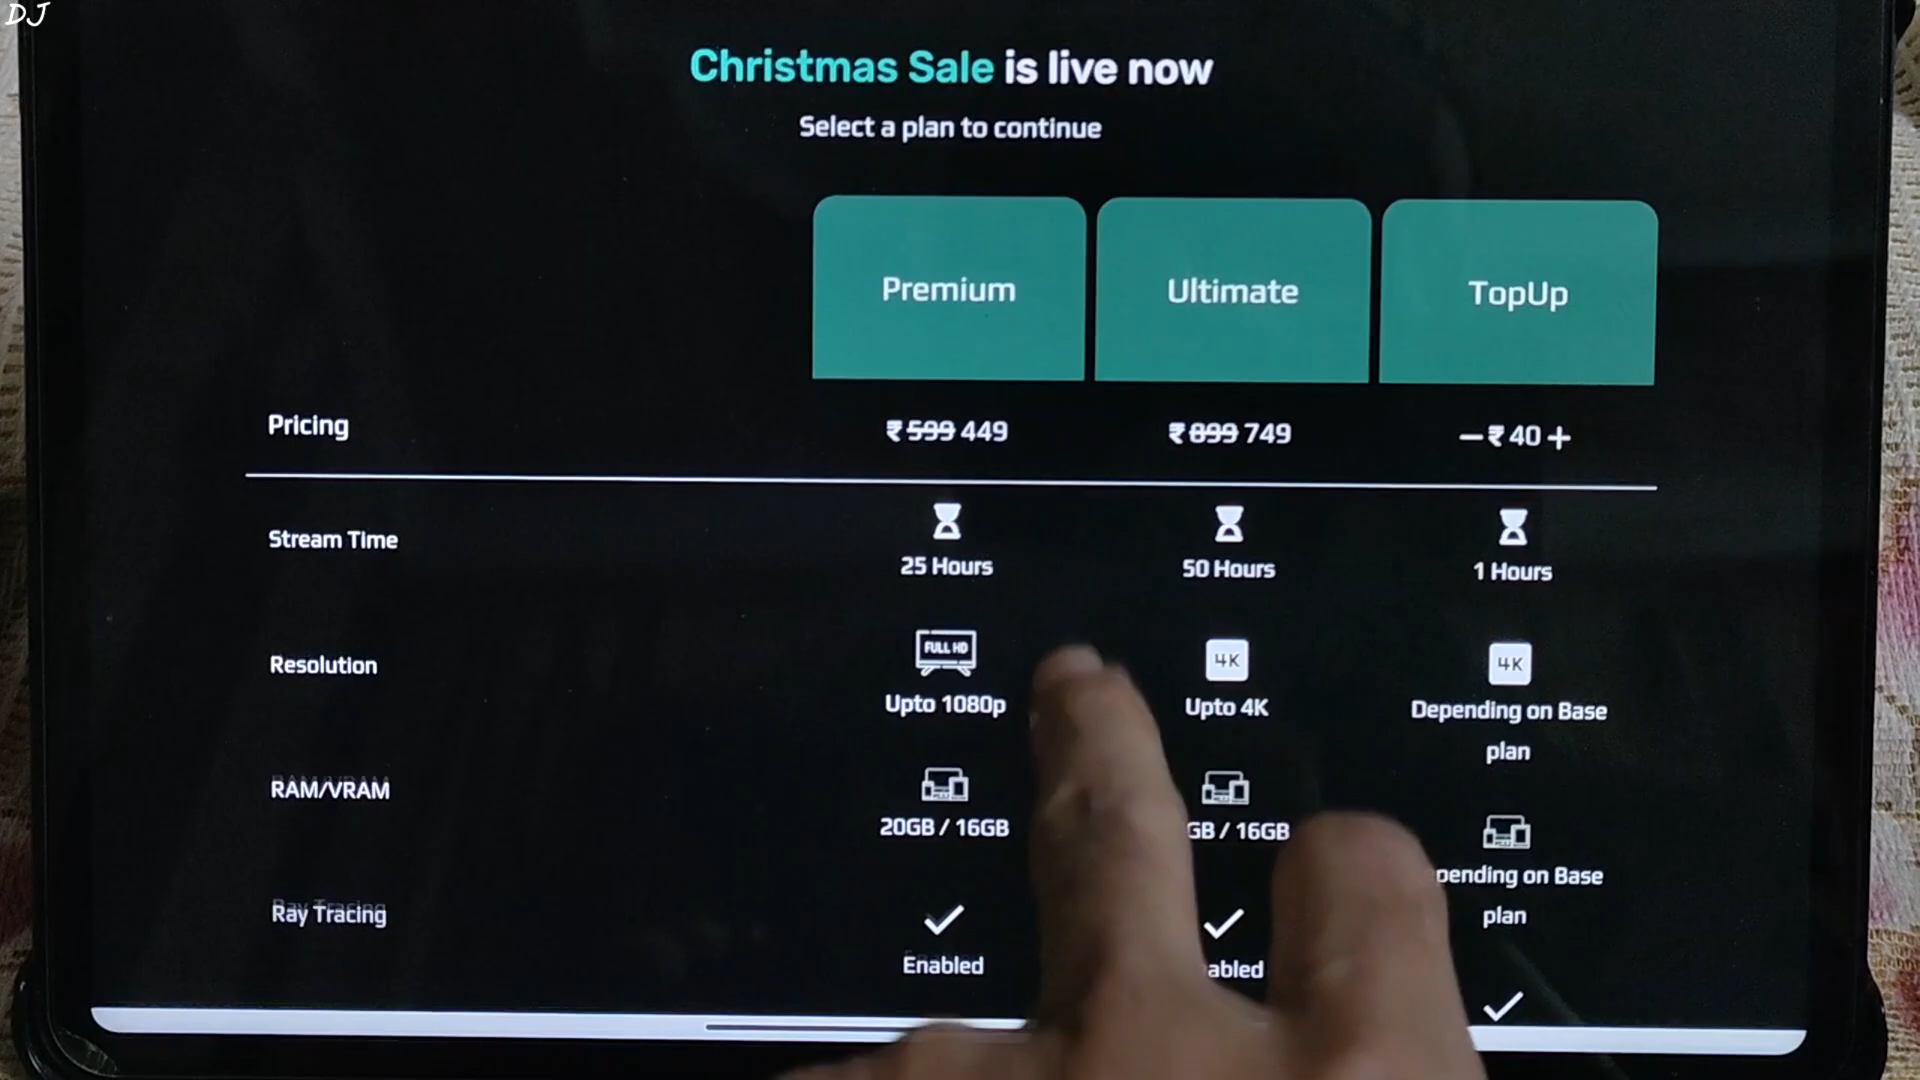 DJ
Christmas Sale is live now
Select a plan to continue
Premium
Ultimate
TopUp
Pricing
₹ 599 449
₹ 899 749
– ₹ 40 +
Stream Time
25 Hours
50 Hours
1 Hours
Resolution
FULL HD
Upto 1080p
4K
Upto 4K
4K
Depending on Base
plan
RAM/VRAM
20GB / 16GB
GB / 16GB
pending on Base
plan
Ray Tracing
Enabled
abled